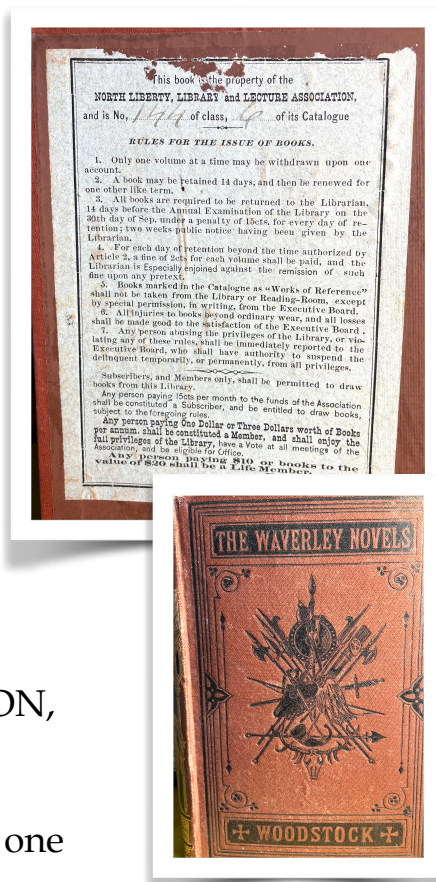 This book is the property of the
NORTH LIBERTY, LIBRARY and LECTURE ASSOCIATION,
and is No, 144 of class, 6 of its Catalogue
RULES FOR THE ISSUE OF BOOKS.
1. Only one volume at a time may be withdrawn upon one
account.
2. A book may be retained 14 days, and then be renewed for
one other like term.
3. All books are required to be returned to the Librarian,
14 days before the Annual Examination of the Library on the
30th day of Sep. under a penalty of 15cts, for every day of re-
tention; two weeks public notice having been given by the
Librarian.
4. For each day of retention beyond the time authorized by
Article 2, a fine of 2cts for each volume shall be paid, and the
Librarian is Especially enjoined against the remission of such
fine upon any pretext.
5. Books marked in the Catalogue as "Works of Reference"
shall not be taken from the Library or Reading-Room, except
by special permission, in writing, from the Executive Board.
6. All injuries to books beyond ordinary wear, and all losses
shall be made good to the satisfaction of the Executive Board.
7. Any person abusing the privileges of the Library, or vio-
lating any of these rules, shall be immediately reported to the
Executive Board, who shall have authority to suspend the
delinquent temporarily, or permanently, from all privileges.
Subscribers, and Members only, shall be permitted to draw
books from this Library.
Any person paying 15cts per month to the funds of the Association
shall be constituted a Subscriber, and be entitled to draw books,
subject to the foregoing rules.
Any person paying One Dollar or Three Dollars worth of Books
per annum, shall be constituted a Member, and shall enjoy the
full privileges of the Library, have a Vote at all meetings of the
Association, and be eligible for Office.
Any person paying $10 or books to the
value of $20 shall be a Life Member.
THE WAVERLEY NOVELS
WOODSTOCK
ON,
one